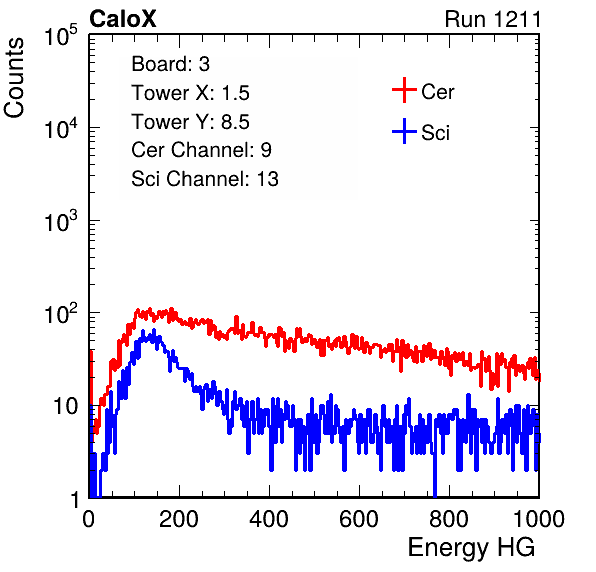 CaloX Run 1211
Counts
10^5
10^4
10^3
10^2
10
1
Board: 3
Tower X: 1.5
Tower Y: 8.5
Cer Channel: 9
Sci Channel: 13
Cer
Sci
0 200 400 600 800 1000
Energy HG